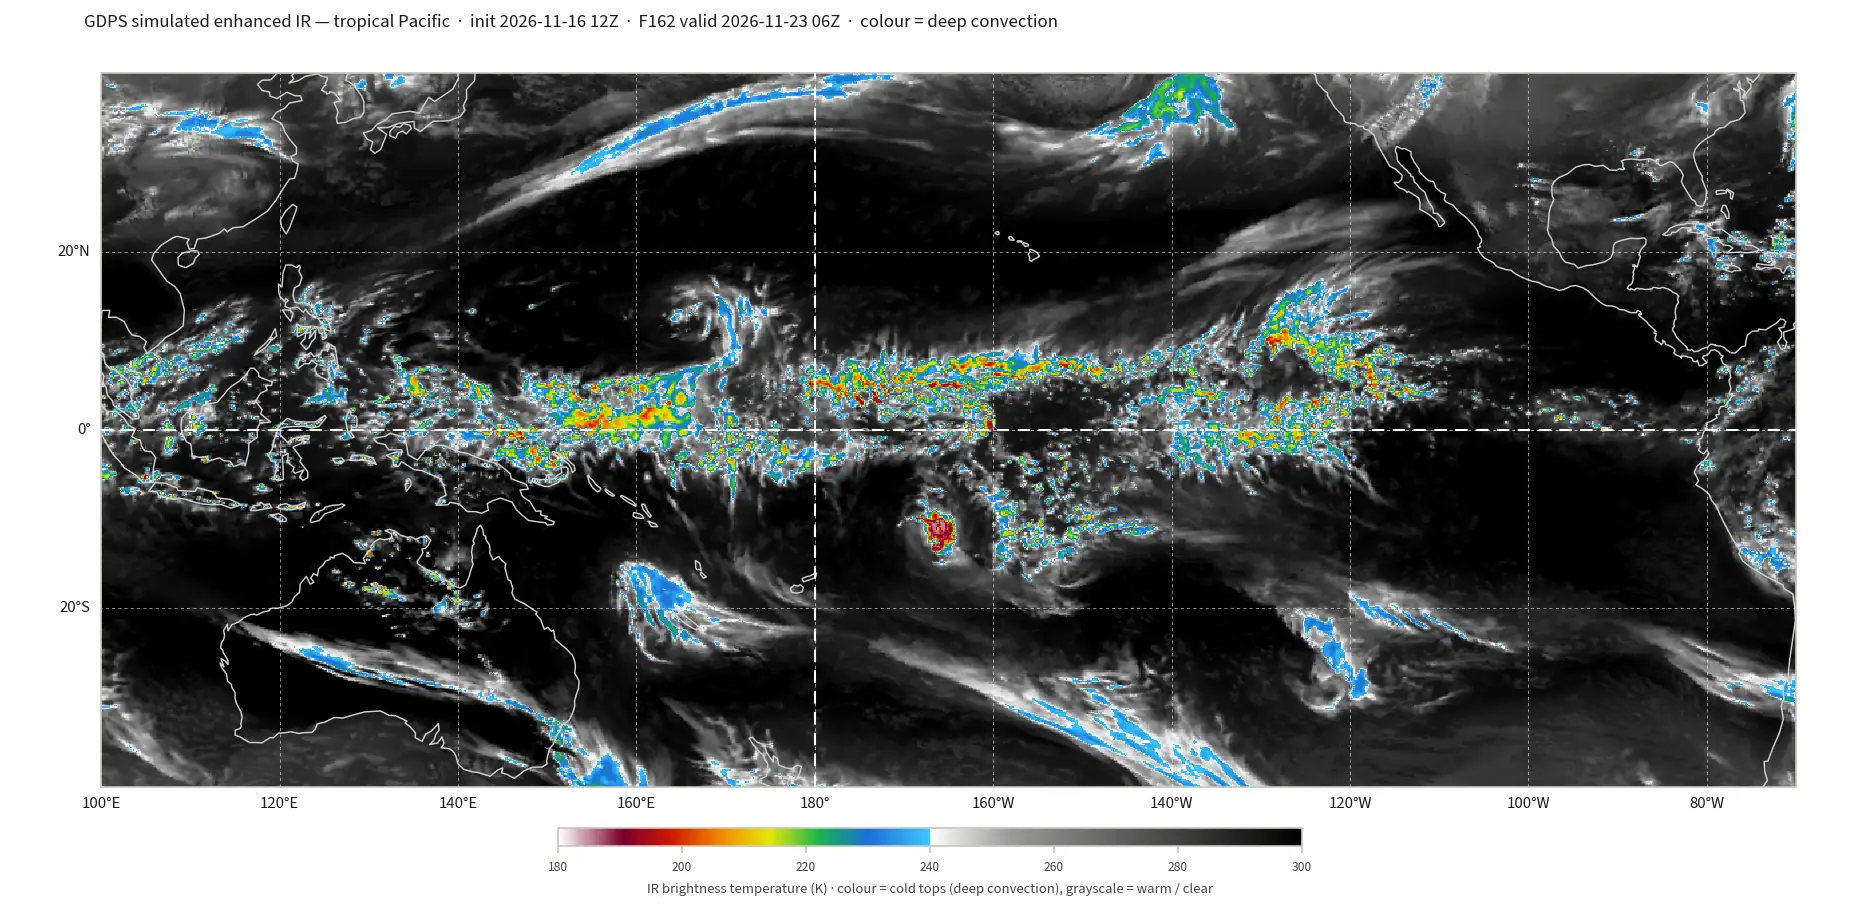 GDPS simulated enhanced IR — tropical Pacific · init 2026-11-16 12Z · F162 valid 2026-11-23 06Z · colour = deep convection
20°N
0°
20°S
100°E 120°E 140°E 160°E 180° 160°W 140°W 120°W 100°W 80°W
180 200 220 240 260 280 300
IR brightness temperature (K) · colour = cold tops (deep convection), grayscale = warm / clear